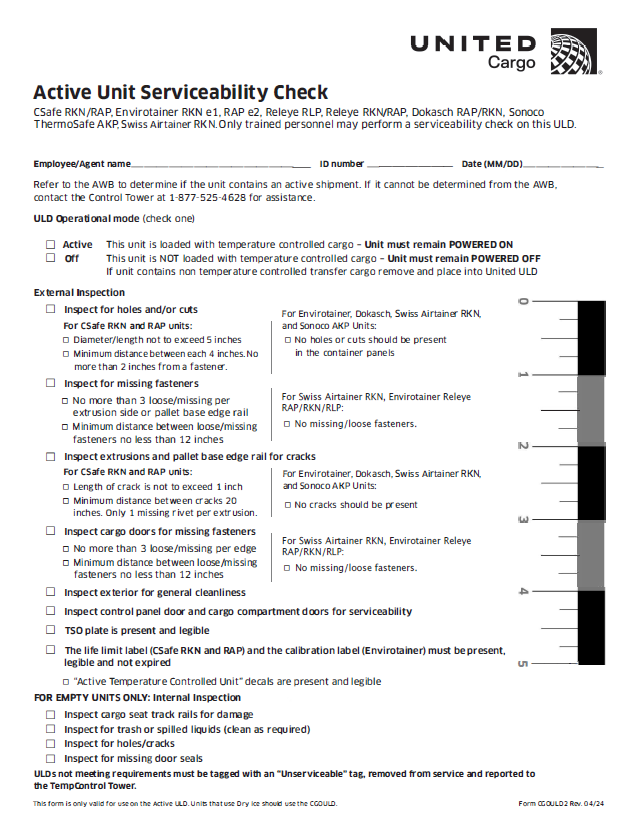 UNITED
Cargo
Active Unit Serviceability Check
CSafe RKN/RAP, Envirotainer RKN e1, RAP e2, Releye RLP, Releye RKN/RAP, Dokasch RAP/RKN, Sonoco
ThermoSafe AKP, Swiss Airtainer RKN. Only trained personnel may perform a serviceability check on this ULD.
Employee/Agent name ID number Date (MM/DD)
Refer to the AWB to determine if the unit contains an active shipment. If it cannot be determined from the AWB,
contact the Control Tower at 1-877-525-4628 for assistance.
ULD Operational mode (check one)
Active This unit is loaded with temperature controlled cargo – Unit must remain POWERED ON
Off This unit is NOT loaded with temperature controlled cargo – Unit must remain POWERED OFF
If unit contains non temperature controlled transfer cargo remove and place into United ULD
External Inspection
Inspect for holes and/or cuts
For CSafe RKN and RAP units:
Diameter/length not to exceed 5 inches
Minimum distance between each 4 inches. No
more than 2 inches from a fastener.
For Envirotainer, Dokasch, Swiss Airtainer RKN,
and Sonoco AKP Units:
No holes or cuts should be present
in the container panels
Inspect for missing fasteners
No more than 3 loose/missing per
extrusion side or pallet base edge rail
Minimum distance between loose/missing
fasteners no less than 12 inches
For Swiss Airtainer RKN, Envirotainer Releye
RAP/RKN/RLP:
No missing/loose fasteners.
Inspect extrusions and pallet base edge rail for cracks
For CSafe RKN and RAP units:
Length of crack is not to exceed 1 inch
Minimum distance between cracks 20
inches. Only 1 missing rivet per extrusion.
For Envirotainer, Dokasch, Swiss Airtainer RKN,
and Sonoco AKP Units:
No cracks should be present
Inspect cargo doors for missing fasteners
No more than 3 loose/missing per edge
Minimum distance between loose/missing
fasteners no less than 12 inches
For Swiss Airtainer RKN, Envirotainer Releye
RAP/RKN/RLP:
No missing/loose fasteners.
Inspect exterior for general cleanliness
Inspect control panel door and cargo compartment doors for serviceability
TSO plate is present and legible
The life limit label (CSafe RKN and RAP) and the calibration label (Envirotainer) must be present,
legible and not expired
"Active Temperature Controlled Unit" decals are present and legible
0
1
2
3
4
5
FOR EMPTY UNITS ONLY: Internal Inspection
Inspect cargo seat track rails for damage
Inspect for trash or spilled liquids (clean as required)
Inspect for holes/cracks
Inspect for missing door seals
ULDs not meeting requirements must be tagged with an "Unserviceable" tag, removed from service and reported to
the TempControl Tower.
This form is only valid for use on the Active ULD. Units that use Dry Ice should use the CGOULD.
Form CGOULD2 Rev. 04/24